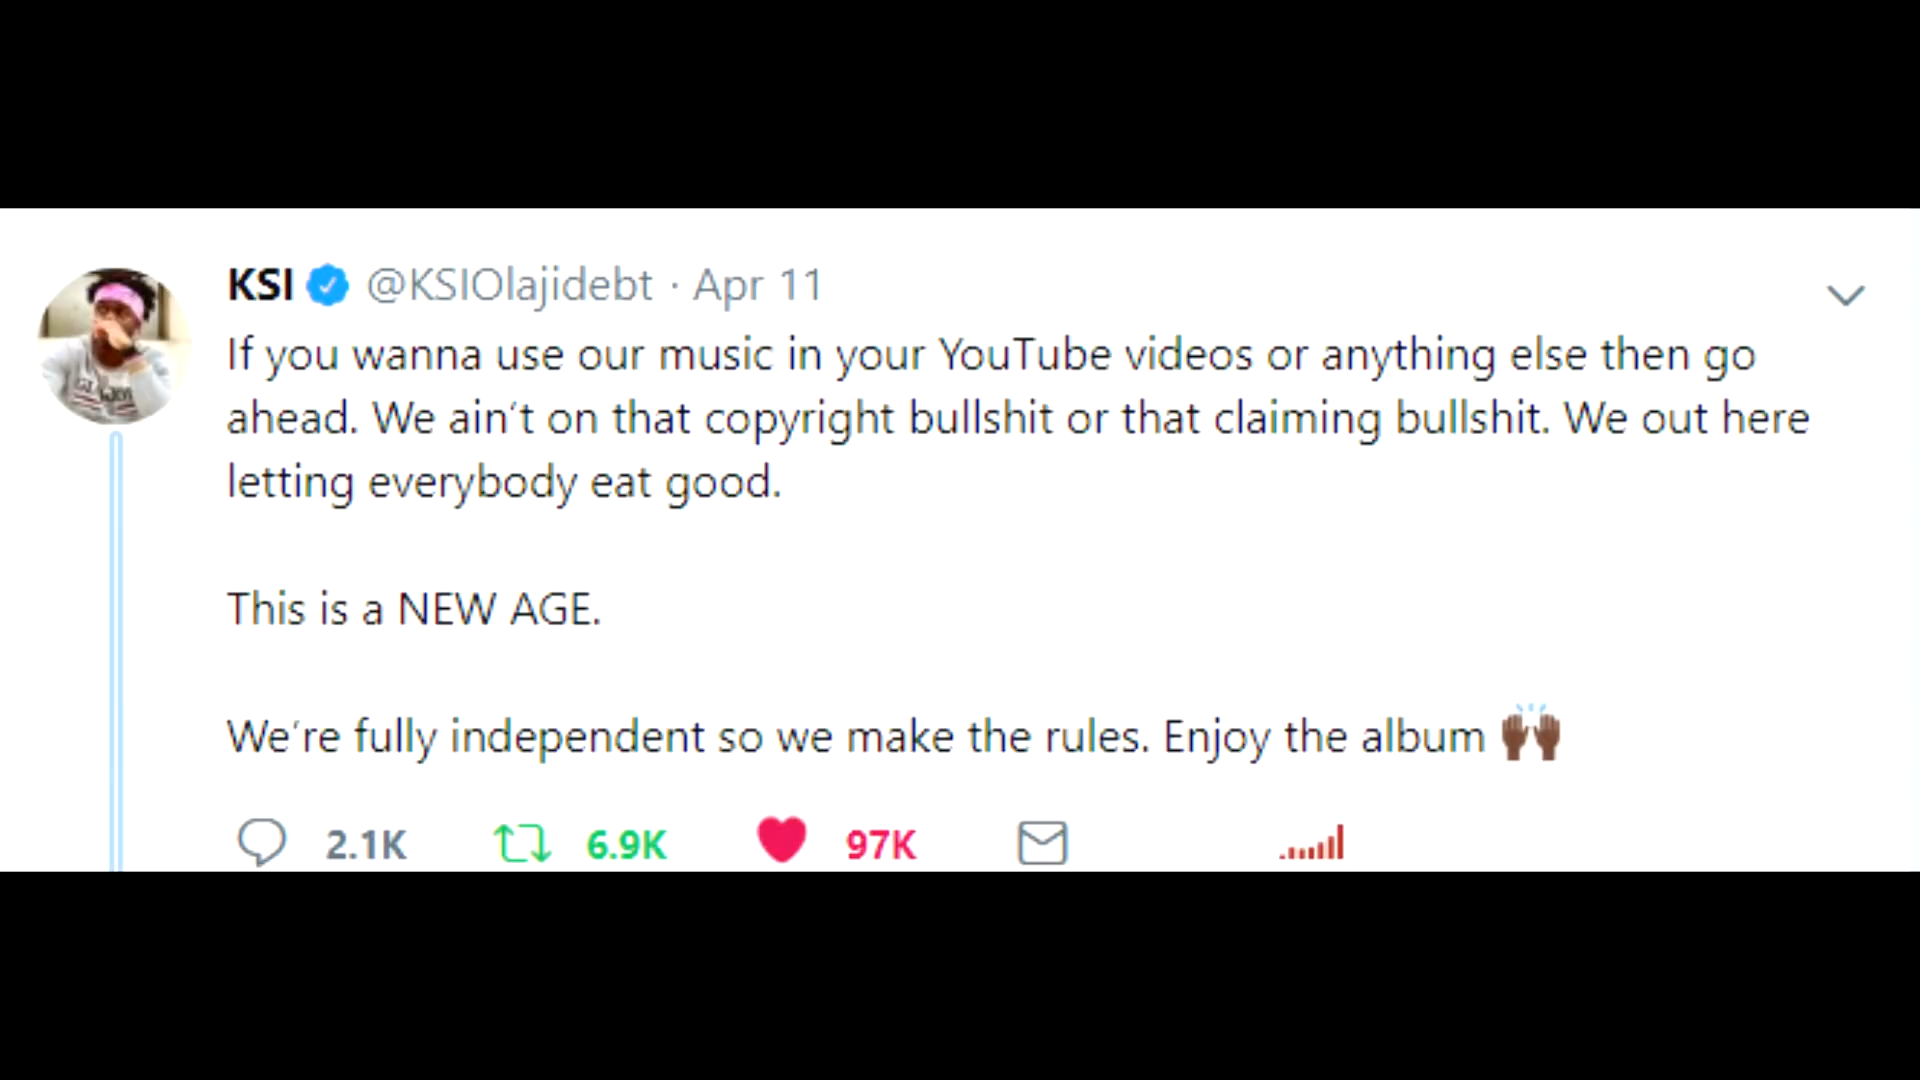 KSI @KSIOlajidebt · Apr 11
If you wanna use our music in your YouTube videos or anything else then go
ahead. We ain't on that copyright bullshit or that claiming bullshit. We out here
letting everybody eat good.
This is a NEW AGE.
We're fully independent so we make the rules. Enjoy the album 🙌🏾
2.1K 6.9K 97K